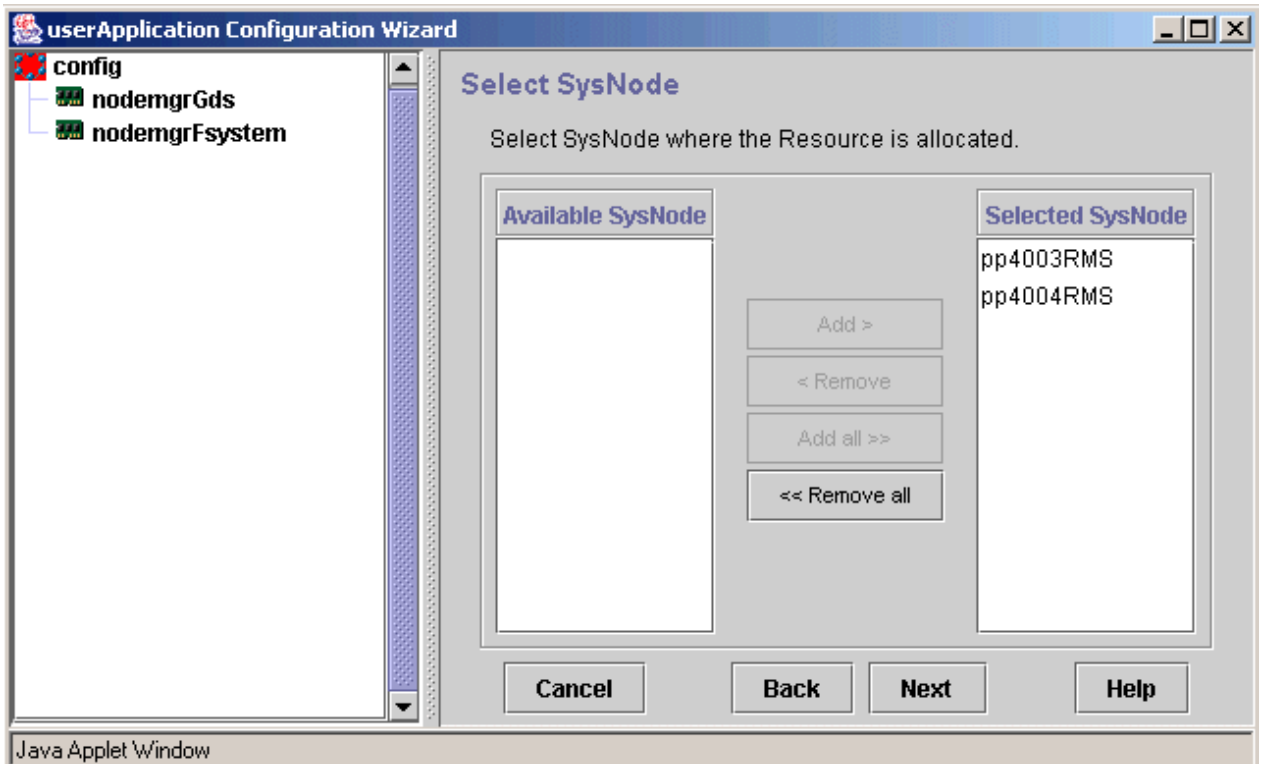 userApplication Configuration Wizard
config
nodemgrGds
nodemgrFsystem
Select SysNode
Select SysNode where the Resource is allocated.
Available SysNode
Selected SysNode
pp4003RMS
pp4004RMS
Add >
< Remove
Add all >>
<< Remove all
Cancel
Back
Next
Help
Java Applet Window